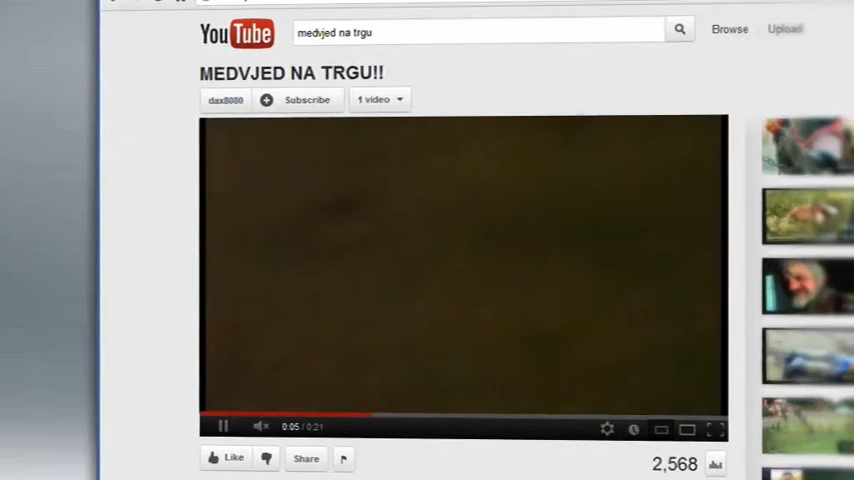 YouTube
medvjed na trgu
Browse
Upload
MEDVJED NA TRGU!!
dax8080
Subscribe
1 video
0:05 / 0:21
Like
Share
2,568